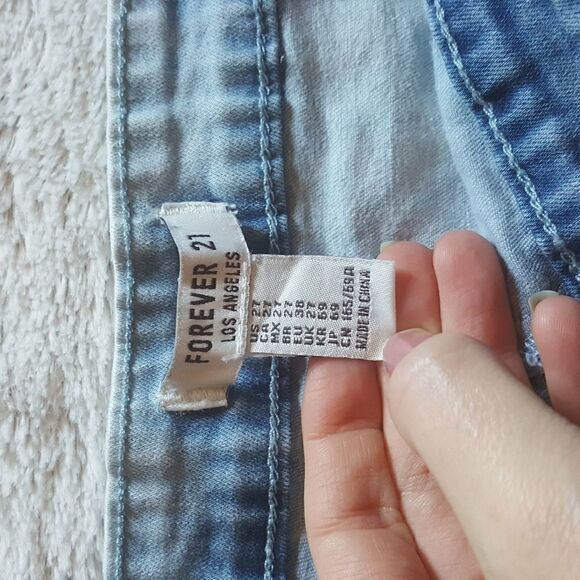 FOREVER 21
LOS ANGELES
US 27
CA 27
MX 27
BR 27
EU 38
UK 27
KR 69
JP 69
CN 165/69A
MADE IN CHINA